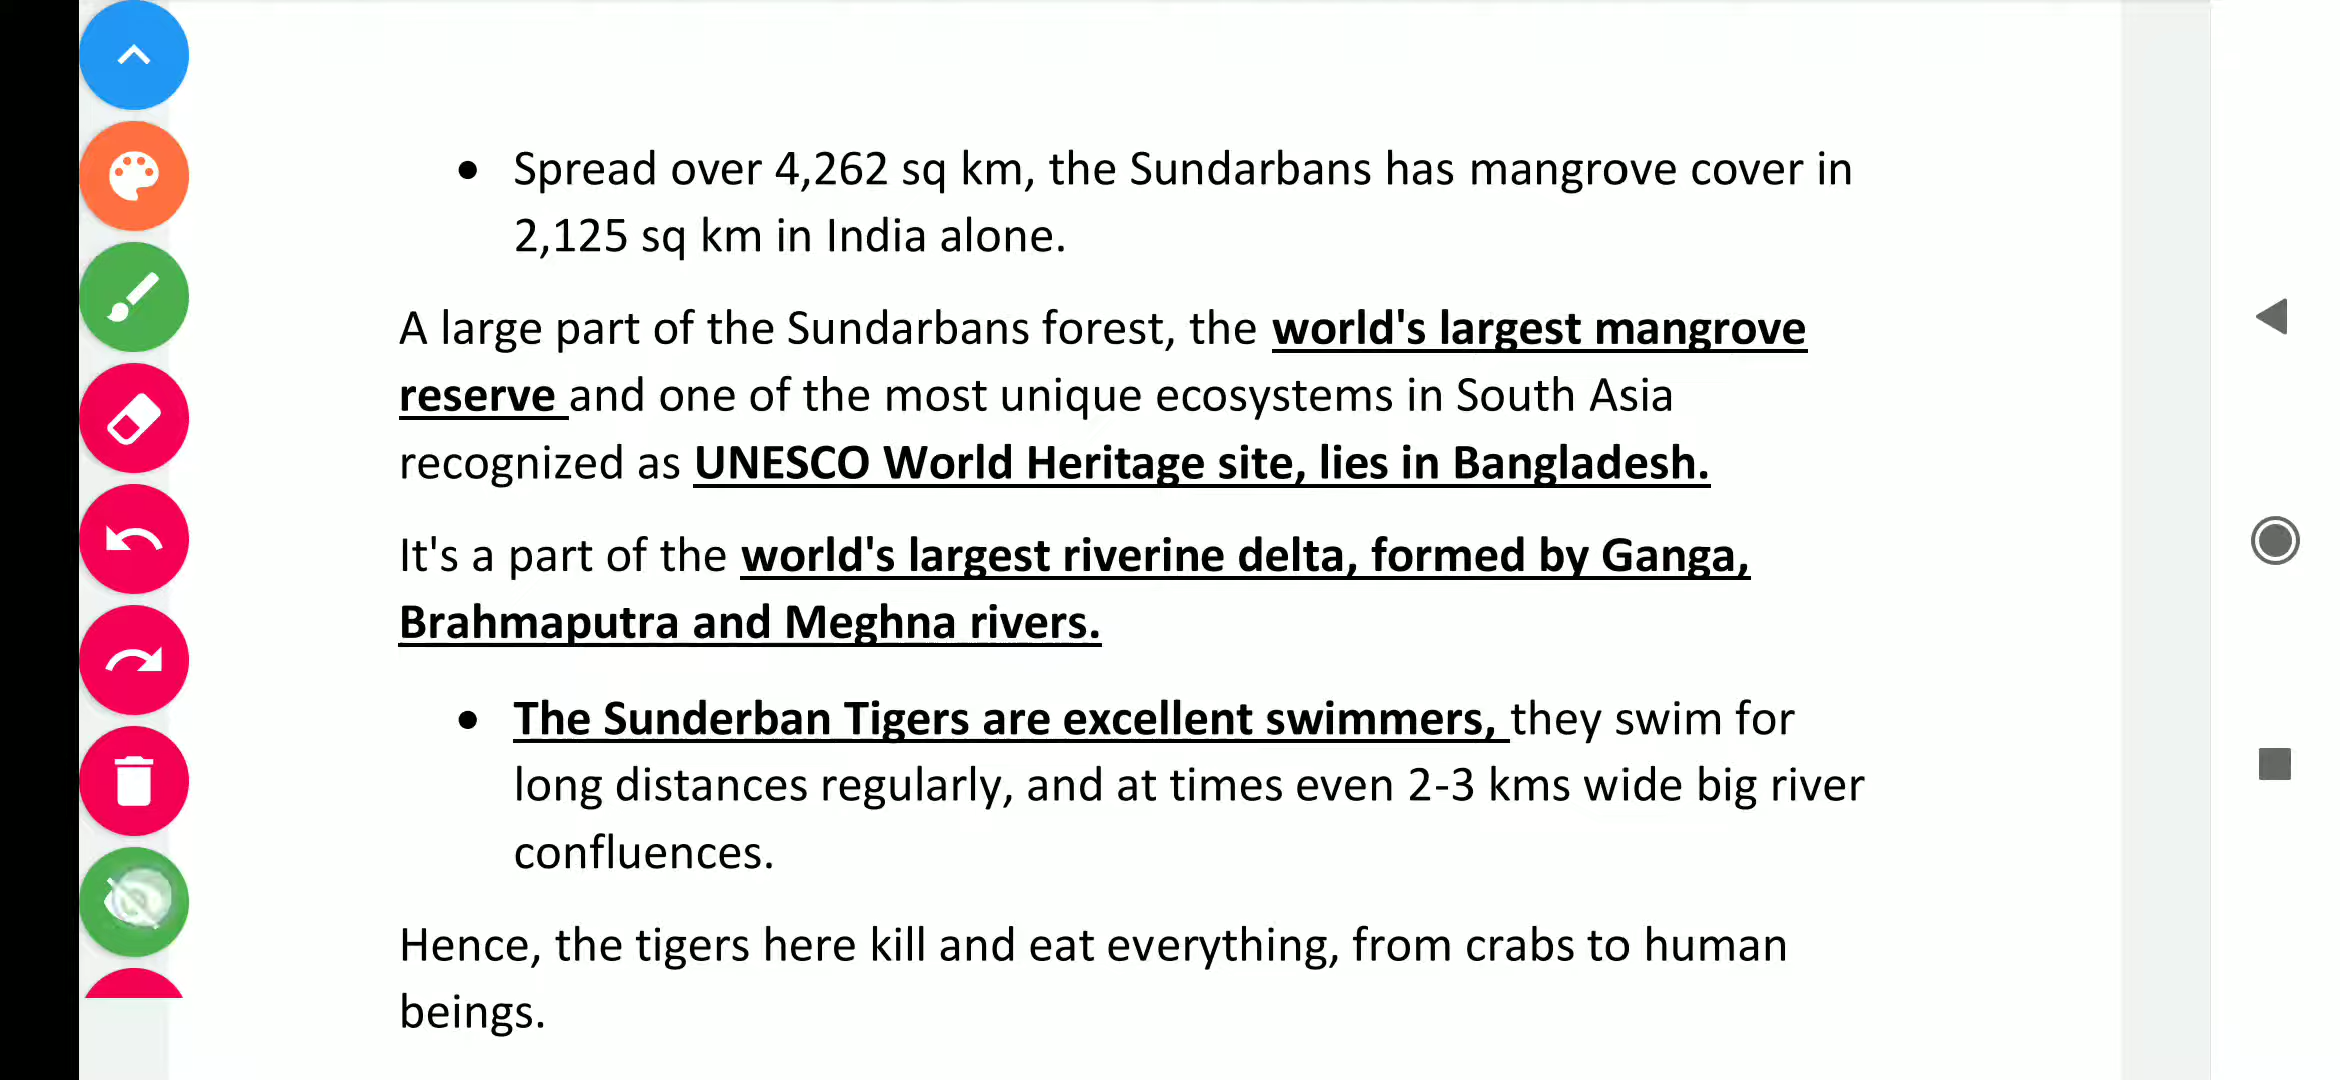 • Spread over 4,262 sq km, the Sundarbans has mangrove cover in
2,125 sq km in India alone.
A large part of the Sundarbans forest, the world's largest mangrove
reserve and one of the most unique ecosystems in South Asia
recognized as UNESCO World Heritage site, lies in Bangladesh.
It's a part of the world's largest riverine delta, formed by Ganga,
Brahmaputra and Meghna rivers.
• The Sunderban Tigers are excellent swimmers, they swim for
long distances regularly, and at times even 2-3 kms wide big river
confluences.
Hence, the tigers here kill and eat everything, from crabs to human
beings.